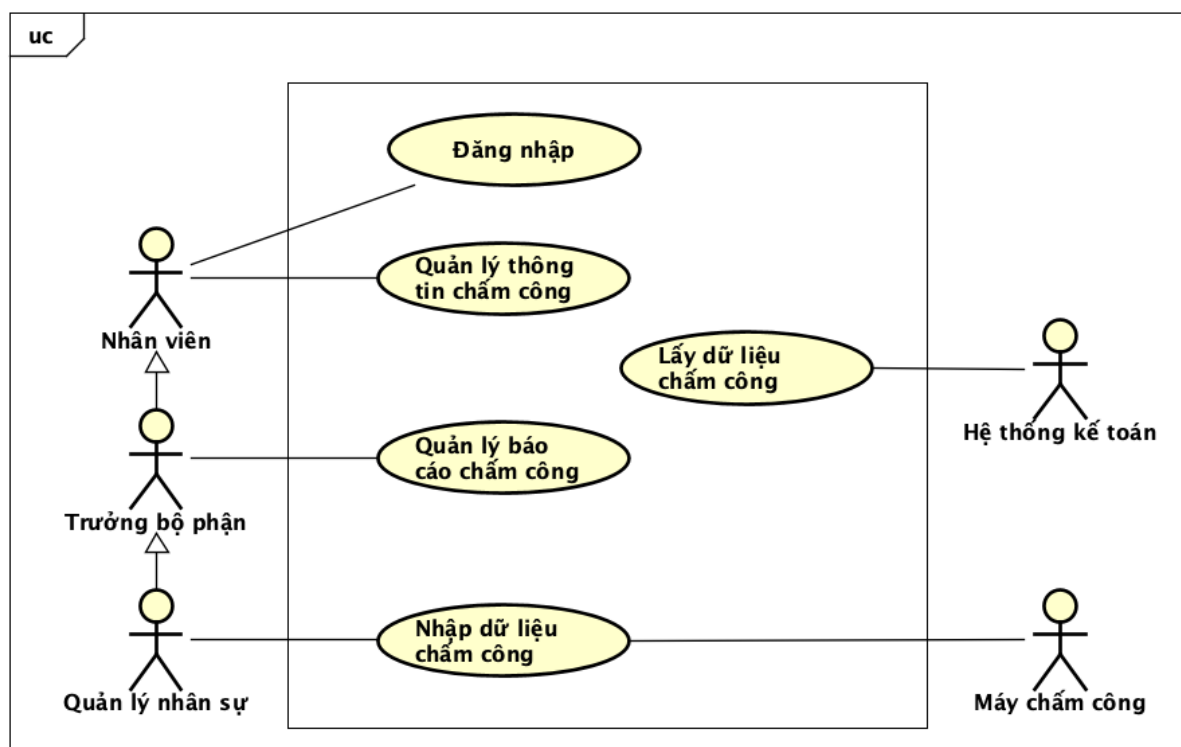 uc
Đăng nhập
Quản lý thông
tin chấm công
Nhân viên
Lấy dữ liệu
chấm công
Hệ thống kế toán
Quản lý báo
cáo chấm công
Trưởng bộ phận
Nhập dữ liệu
chấm công
Quản lý nhân sự
Máy chấm công